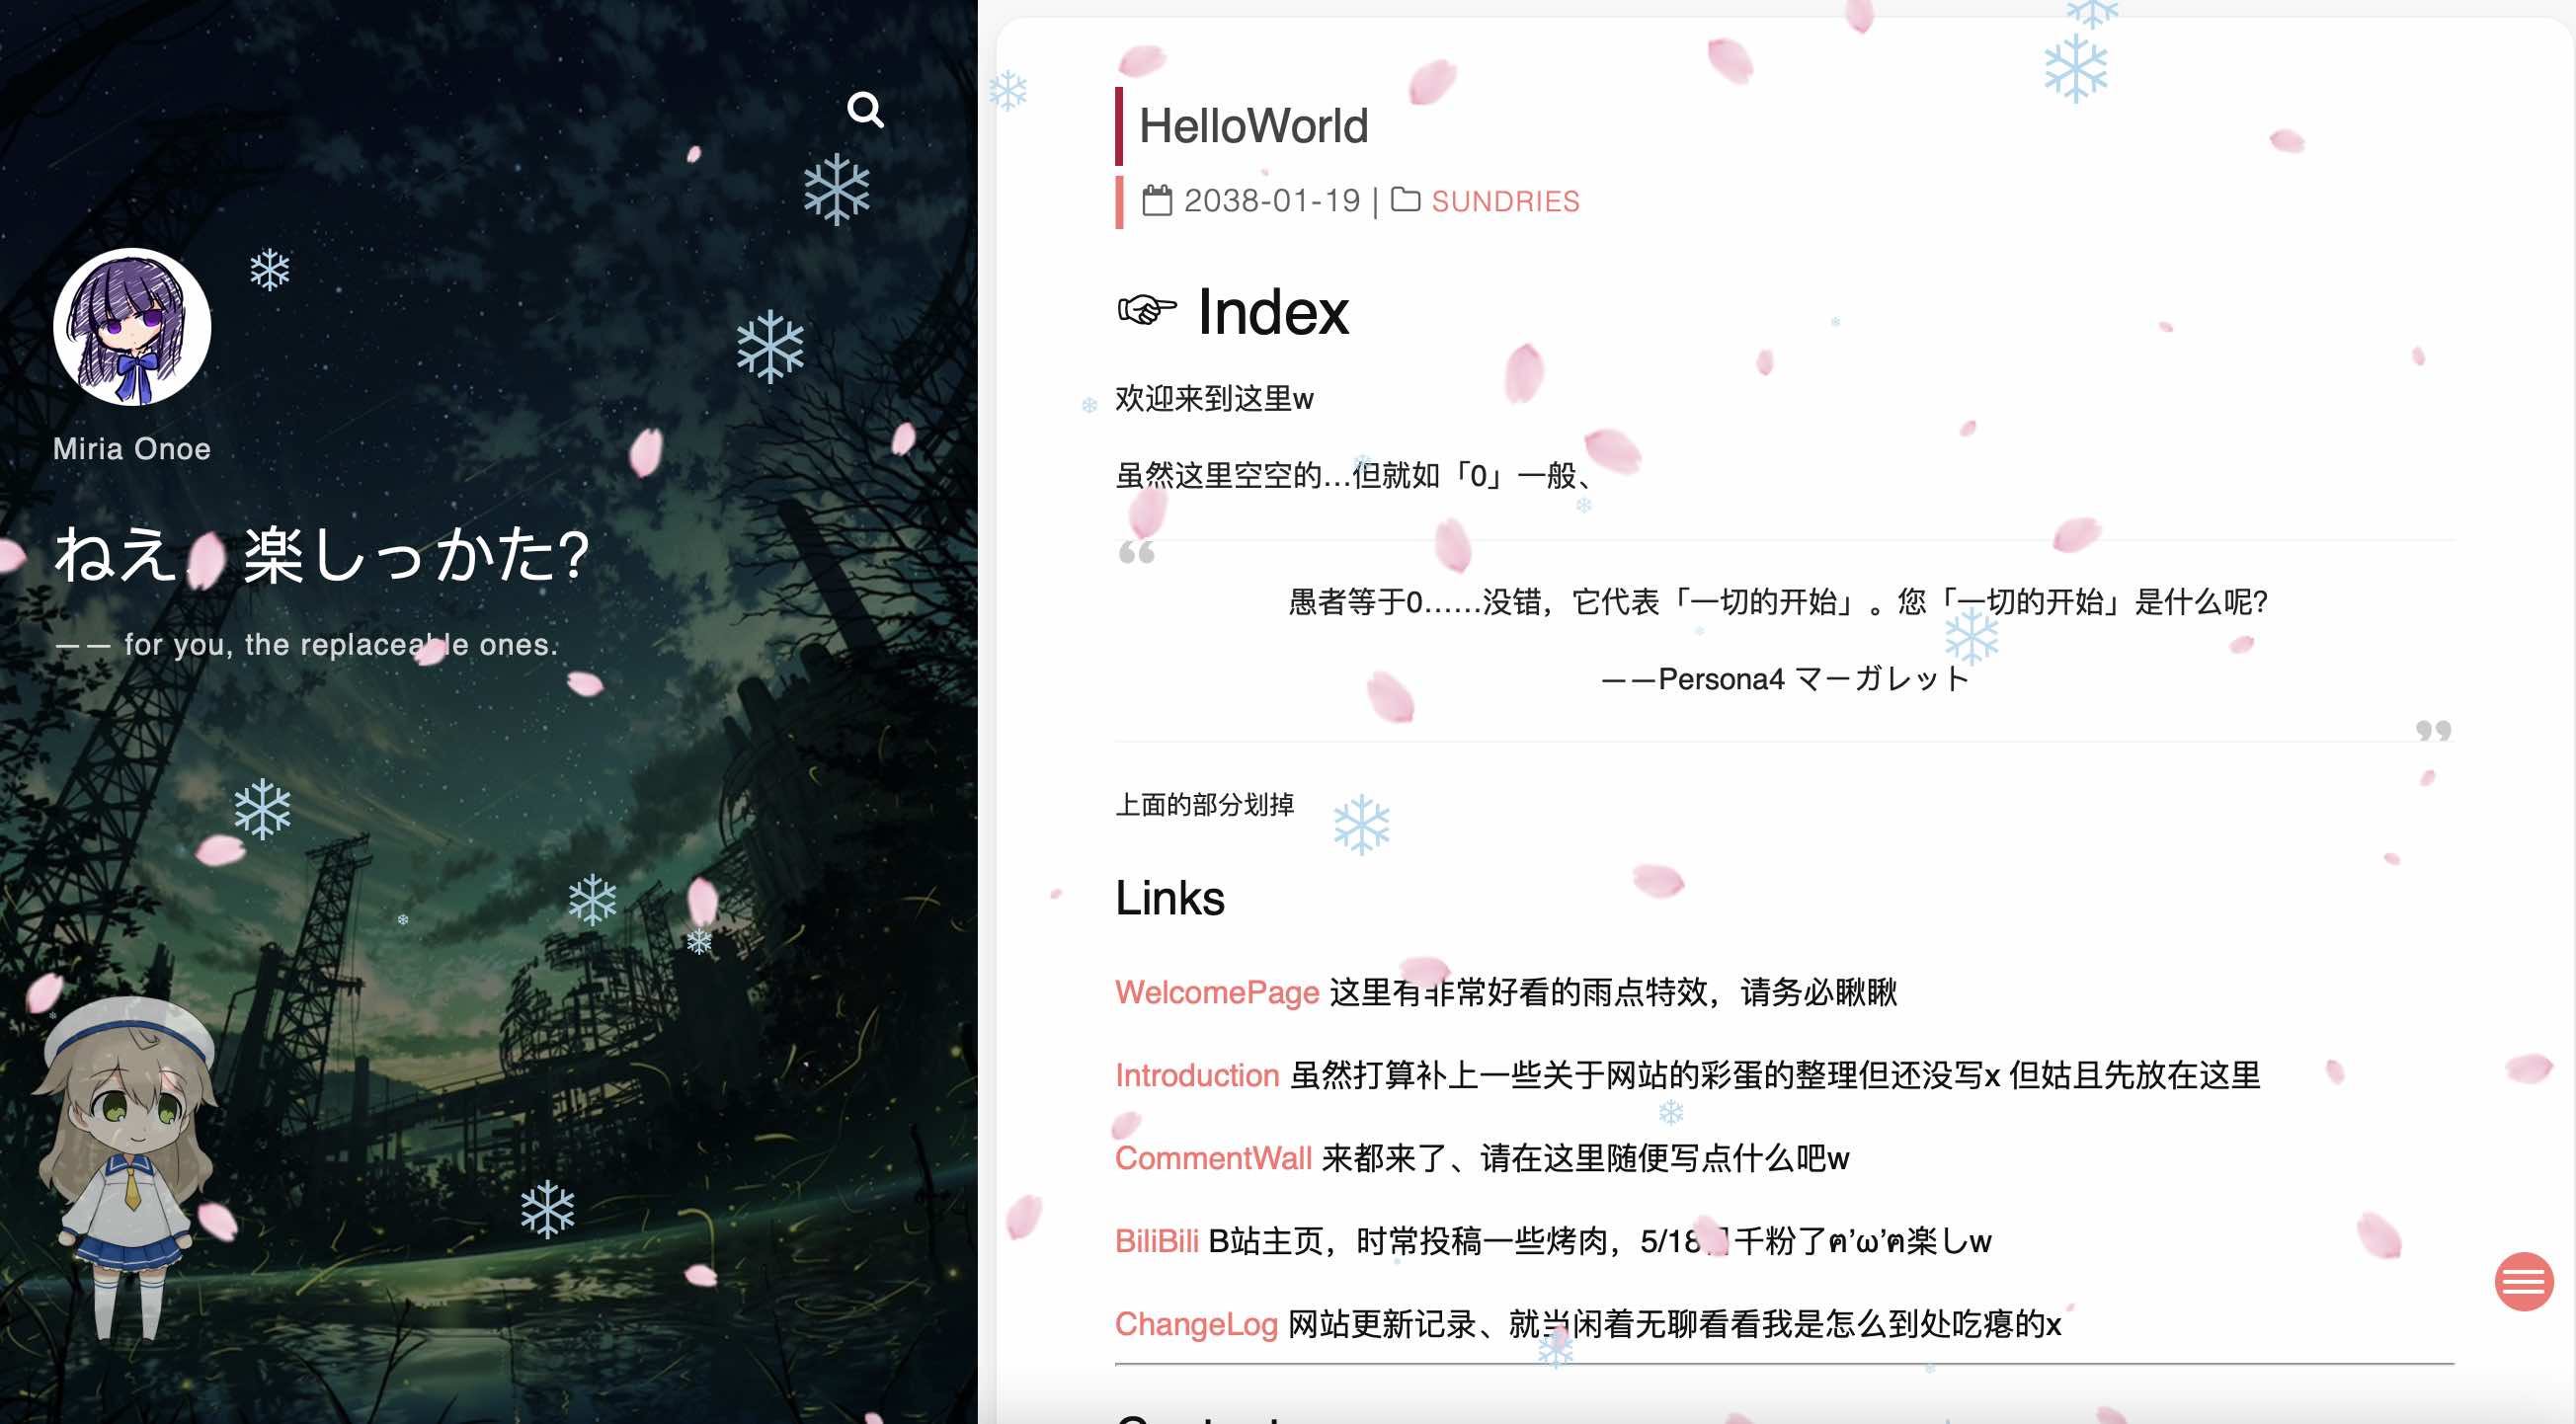 Miria Onoe
ねえ、楽しっかた?
—— for you, the replaceable ones.
HelloWorld
2038-01-19 | SUNDRIES
Index
欢迎来到这里w
虽然这里空空的...但就如「0」一般、
“
愚者等于0......没错，它代表「一切的开始」。您「一切的开始」是什么呢?
——Persona4 マーガレット
”
上面的部分划掉
Links
WelcomePage 这里有非常好看的雨点特效，请务必瞅瞅
Introduction 虽然打算补上一些关于网站的彩蛋的整理但还没写x 但姑且先放在这里
CommentWall 来都来了、请在这里随便写点什么吧w
BiliBili B站主页，时常投稿一些烤肉，5/18日千粉了ฅ’ω’ฅ楽しw
ChangeLog 网站更新记录、就当闲着无聊看看我是怎么到处吃瘪的x